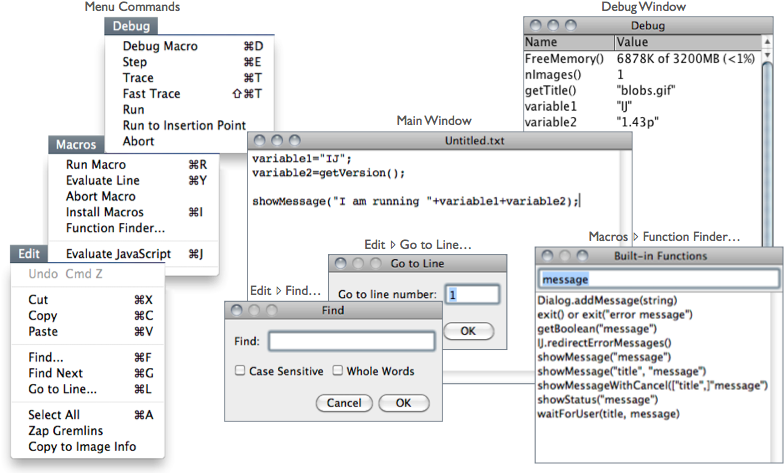 Menu Commands
Debug
Debug Macro ⌘D
Step ⌘E
Trace ⌘T
Fast Trace ⇧⌘T
Run
Run to Insertion Point
Abort
Macros
Run Macro ⌘R
Evaluate Line ⌘Y
Abort Macro
Install Macros ⌘I
Function Finder...
Evaluate JavaScript ⌘J
Edit
Undo Cmd Z
Cut ⌘X
Copy ⌘C
Paste ⌘V
Find... ⌘F
Find Next ⌘G
Go to Line... ⌘L
Select All ⌘A
Zap Gremlins
Copy to Image Info
Main Window
Untitled.txt
variable1="IJ";
variable2=getVersion();
showMessage("I am running "+variable1+variable2);
Edit ▹ Go to Line...
Go to Line
Go to line number: 1
OK
Edit ▹ Find...
Find
Find:
Case Sensitive Whole Words
Cancel OK
Debug Window
Debug
Name Value
FreeMemory() 6878K of 3200MB (<1%)
nImages() 1
getTitle() "blobs.gif"
variable1 "IJ"
variable2 "1.43p"
Macros ▹ Function Finder...
Built-in Functions
message
Dialog.addMessage(string)
exit() or exit("error message")
getBoolean("message")
IJ.redirectErrorMessages()
showMessage("message")
showMessage("title", "message")
showMessageWithCancel(["title",]"message")
showStatus("message")
waitForUser(title, message)